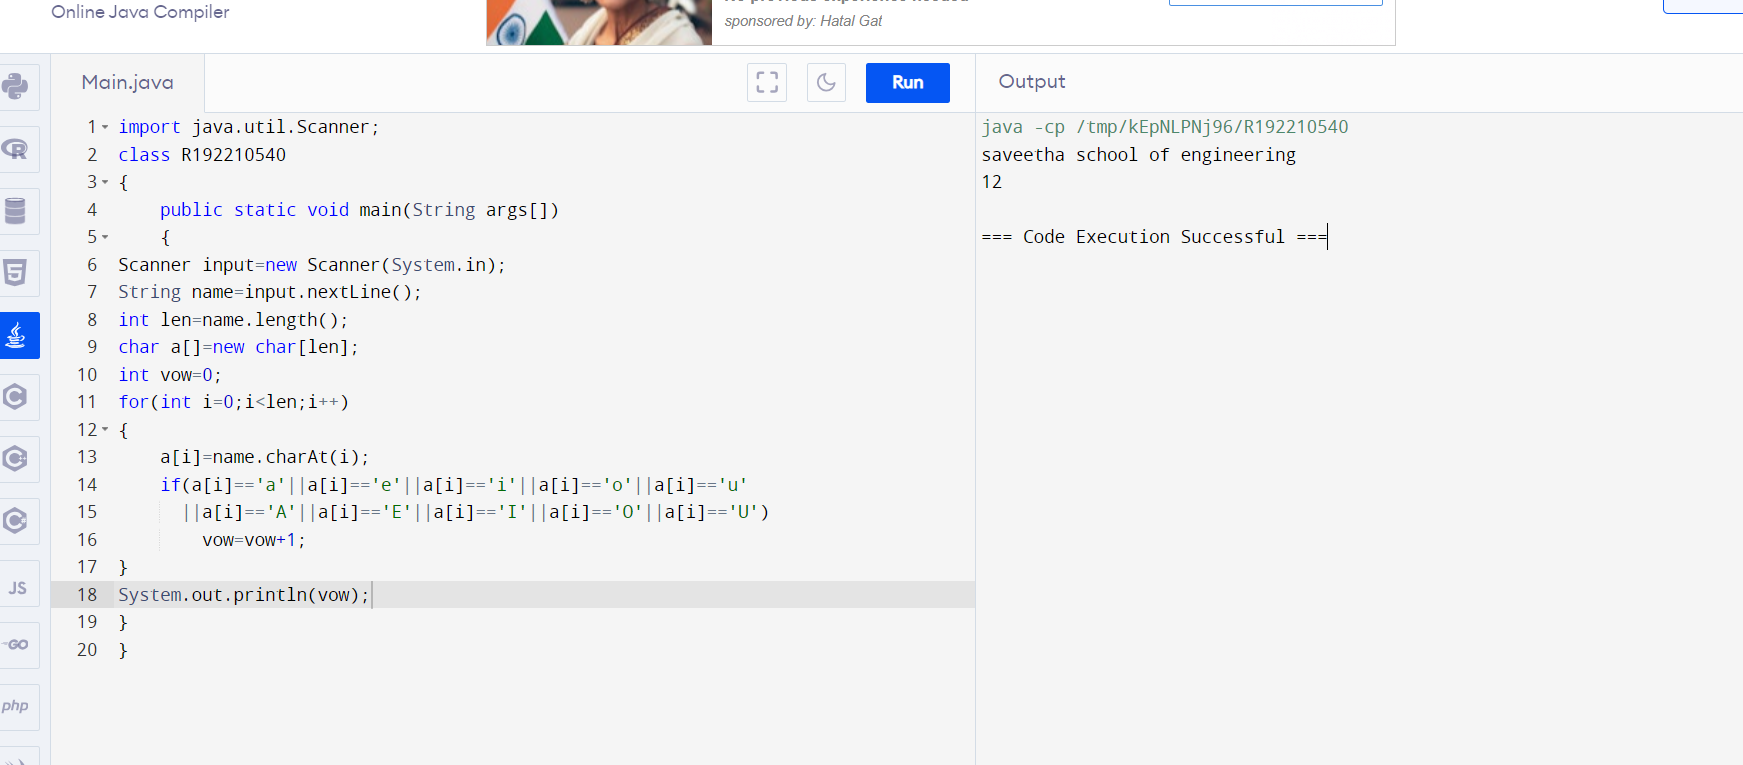 Online Java Compiler
sponsored by: Hatal Gat
Main.java
Run
Output
1 import java.util.Scanner;
2 class R192210540
3 {
4 public static void main(String args[])
5 {
6 Scanner input=new Scanner(System.in);
7 String name=input.nextLine();
8 int len=name.length();
9 char a[]=new char[len];
10 int vow=0;
11 for(int i=0;i<len;i++)
12 {
13 a[i]=name.charAt(i);
14 if(a[i]=='a'||a[i]=='e'||a[i]=='i'||a[i]=='o'||a[i]=='u'
15 ||a[i]=='A'||a[i]=='E'||a[i]=='I'||a[i]=='O'||a[i]=='U')
16 vow=vow+1;
17 }
18 System.out.println(vow);
19 }
20 }
java -cp /tmp/kEpNLPNj96/R192210540
saveetha school of engineering
12
=== Code Execution Successful ===
R
5
C
C
C
JS
GO
php